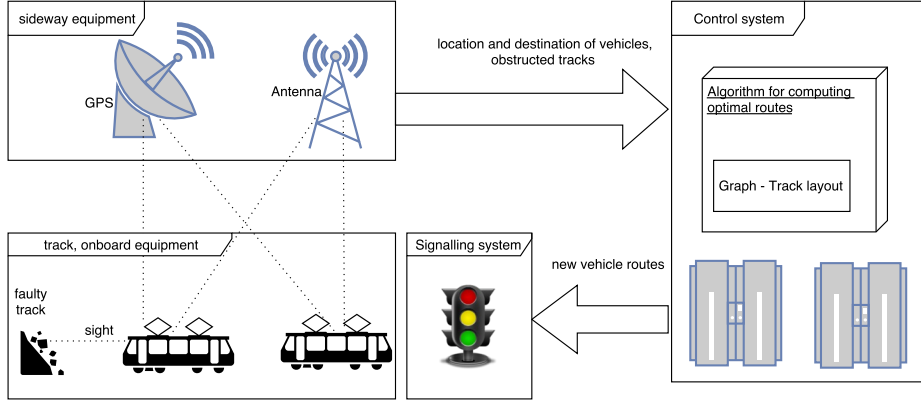 sideway equipment
GPS
Antenna
location and destination of vehicles,
obstructed tracks
Control system
Algorithm for computing
optimal routes
Graph - Track layout
track, onboard equipment
faulty
track
sight
Signalling system
new vehicle routes